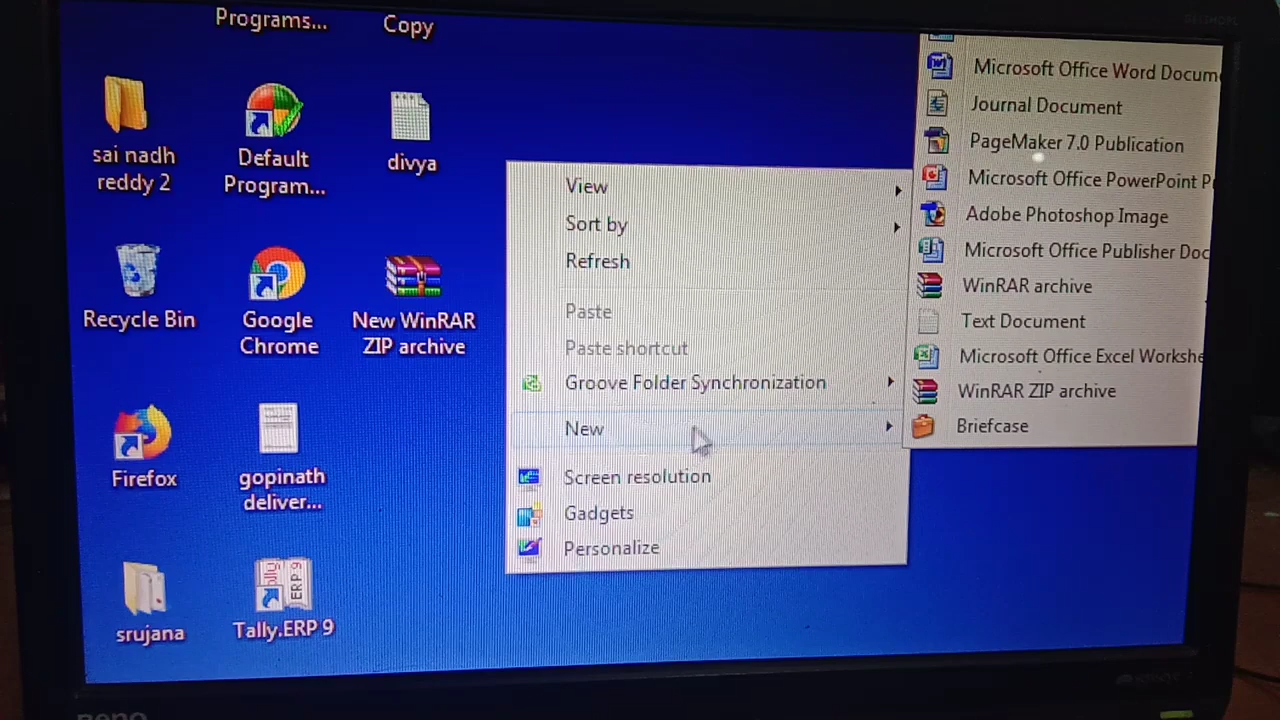 Programs...
Copy
sai nadh
reddy 2
Default
Program...
divya
Recycle Bin
Google
Chrome
New WinRAR
ZIP archive
Firefox
gopinath
deliver...
srujana
Tally.ERP 9
ERP 9
View
Sort by
Refresh
Paste
Paste shortcut
Groove Folder Synchronization
New
Screen resolution
Gadgets
Personalize
Microsoft Office Word Docum
Journal Document
PageMaker 7.0 Publication
Microsoft Office PowerPoint P
Adobe Photoshop Image
Microsoft Office Publisher Doc
WinRAR archive
Text Document
Microsoft Office Excel Workshe
WinRAR ZIP archive
Briefcase